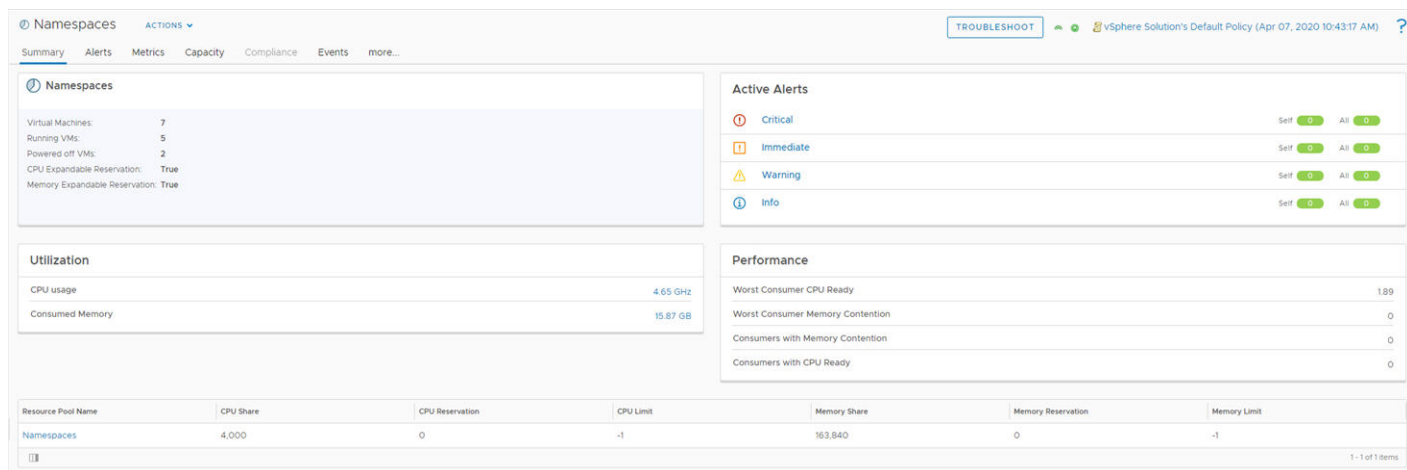 Namespaces ACTIONS
TROUBLESHOOT vSphere Solution's Default Policy (Apr 07, 2020 10:43:17 AM) ?
Summary Alerts Metrics Capacity Compliance Events more...
Namespaces
Virtual Machines: 7
Running VMs: 5
Powered off VMs: 2
CPU Expandable Reservation: True
Memory Expandable Reservation: True
Active Alerts
Critical Self 0 All 0
Immediate Self 0 All 0
Warning Self 0 All 0
Info Self 0 All 0
Utilization
CPU usage 4.65 GHz
Consumed Memory 15.87 GB
Performance
Worst Consumer CPU Ready 1.89
Worst Consumer Memory Contention 0
Consumers with Memory Contention 0
Consumers with CPU Ready 0
Resource Pool Name CPU Share CPU Reservation CPU Limit Memory Share Memory Reservation Memory Limit
Namespaces 4,000 0 -1 163,840 0 -1
1 - 1 of 1 items